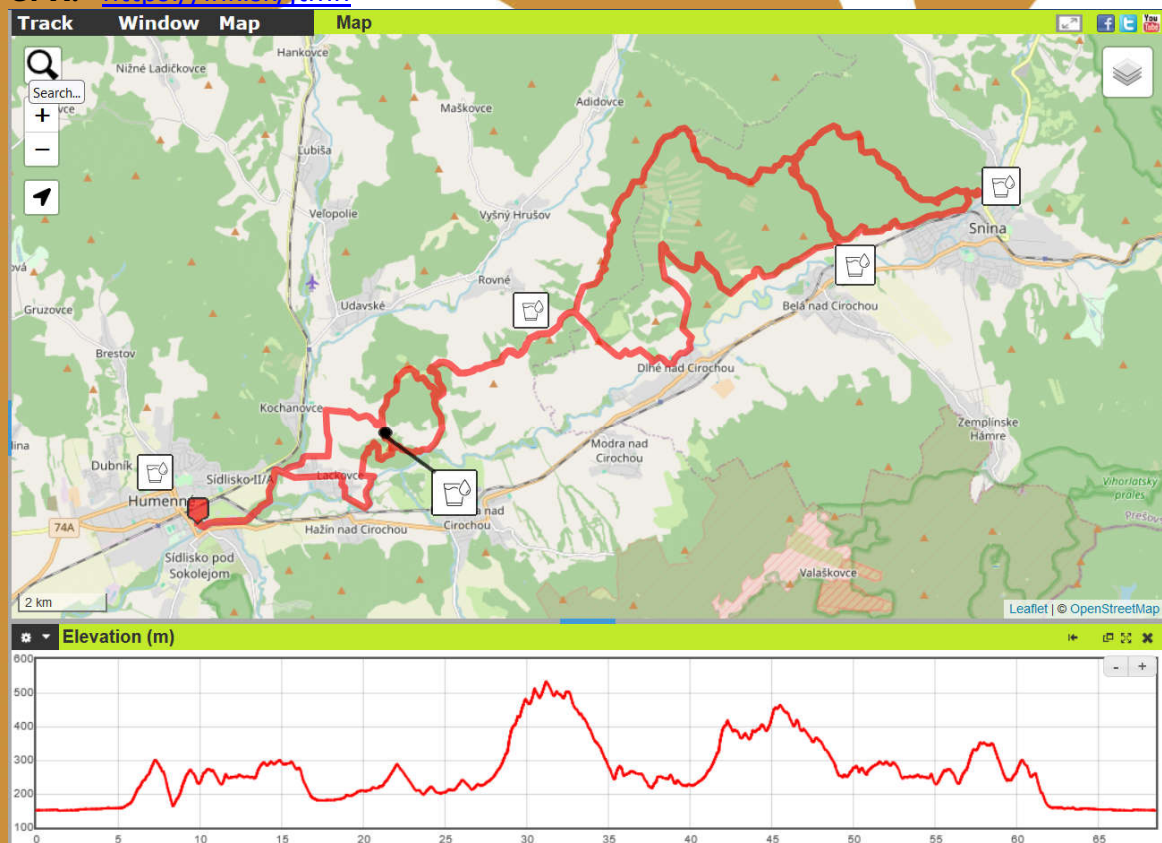 Track Window Map Map
Search...
+
−
Hankovce
Nižné Ladičkovce
Adidovce
Maškovce
Ľubiša
Veľopolie
Vyšný Hrušov
Snina
Rovné
Udavské
Gruzovce
Belá nad Cirochou
Brestov
Dlhé nad Cirochou
Kochanovce
Zemplínske
Hámre
Modra nad
Cirochou
Dubník
Sídlisko II/A
Lackovce
Humenné
Vihorlatský
prales
nad
Cirochou
Hažín nad Cirochou
74A
Sídlisko pod
Sokolejom
Valaškovce
2 km
Leaflet | © OpenStreetMap
Elevation (m)
- +
600
500
400
300
200
100
0 5 10 15 20 25 30 35 40 45 50 55 60 65